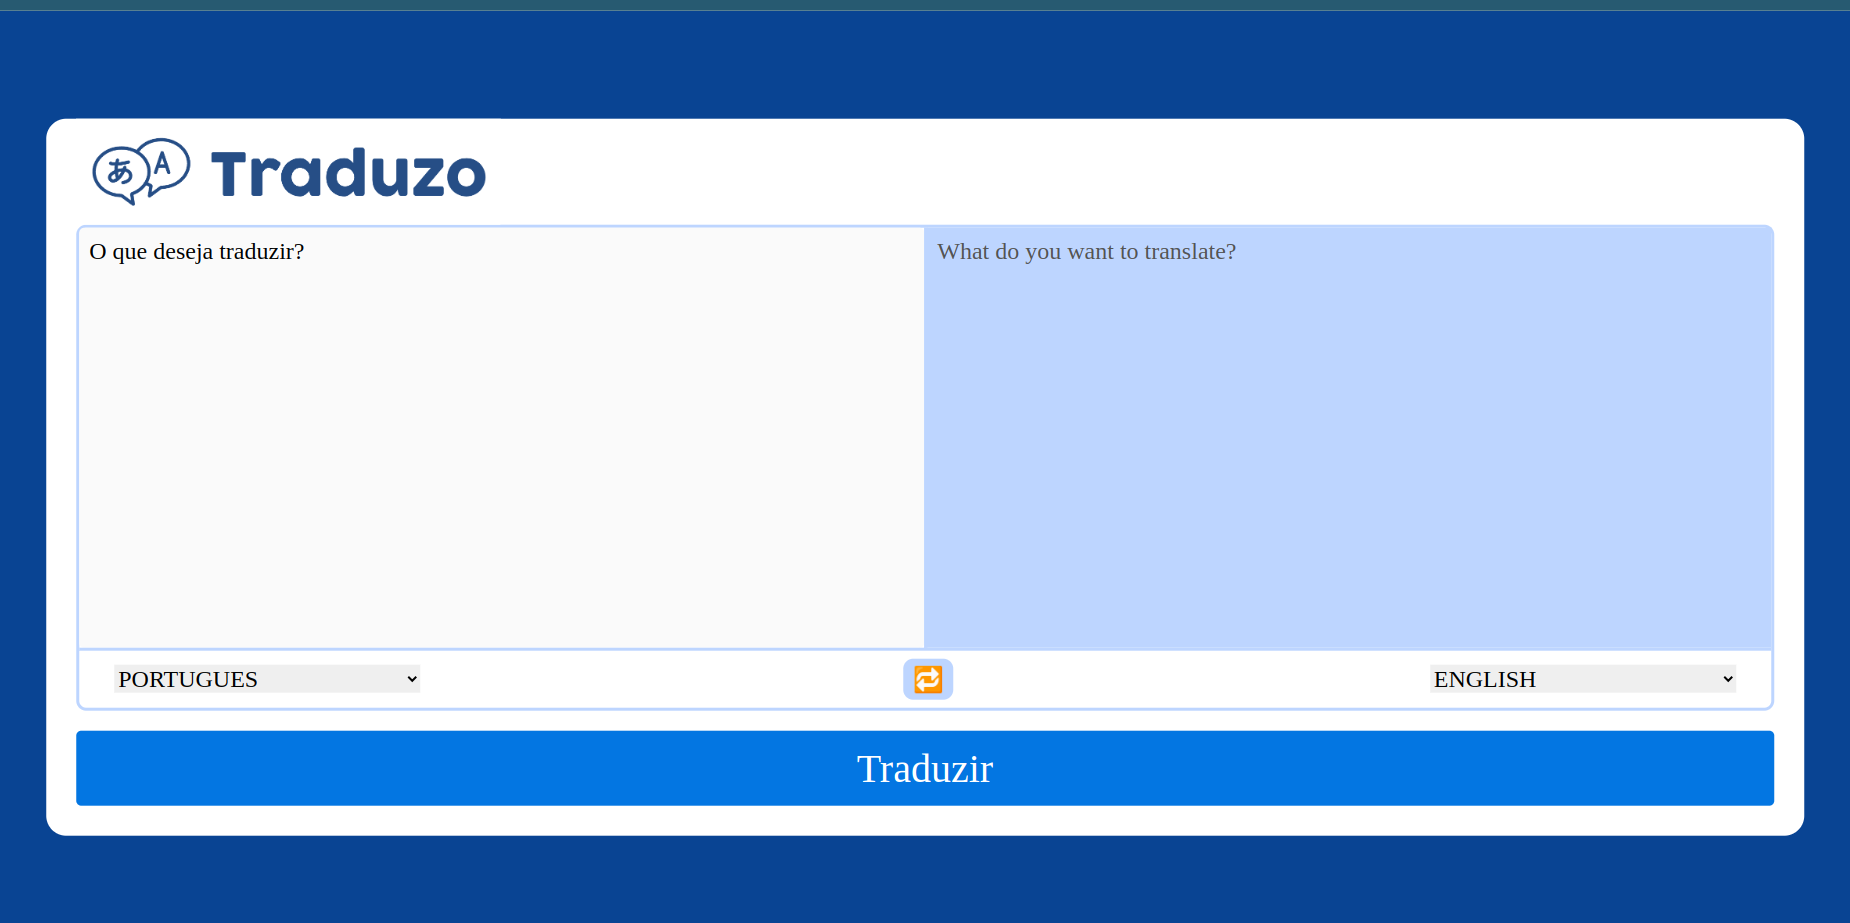 あ A Traduzo
O que deseja traduzir?
What do you want to translate?
PORTUGUES
ENGLISH
Traduzir